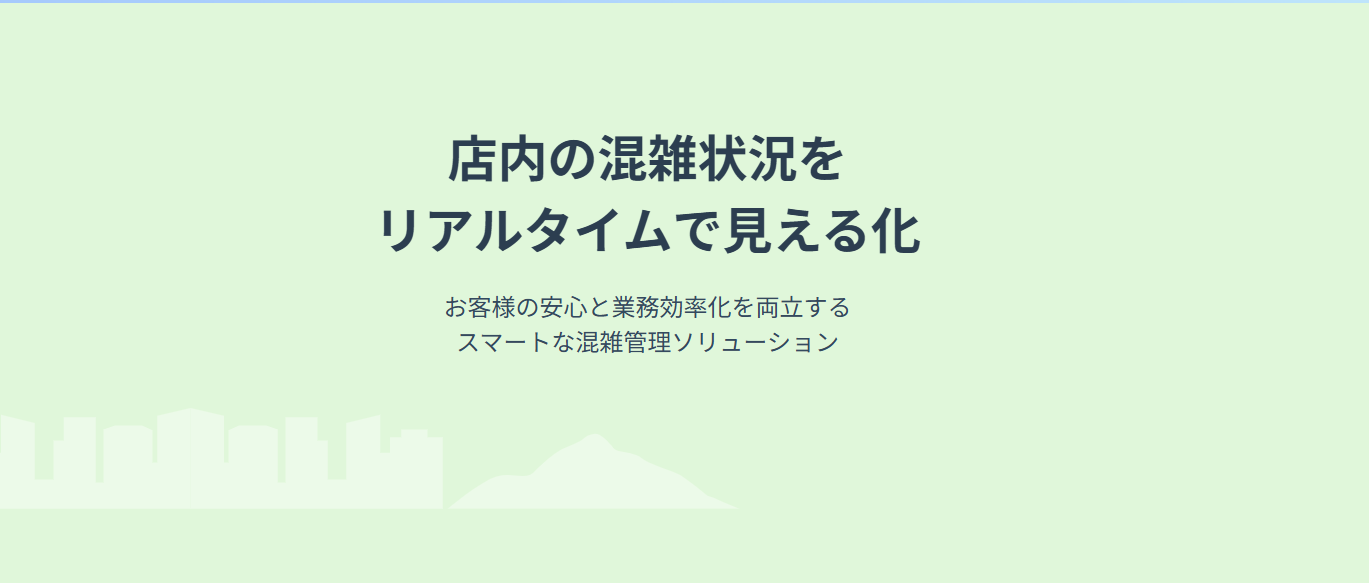 店内の混雑状況を
リアルタイムで見える化
お客様の安心と業務効率化を両立する
スマートな混雑管理ソリューション